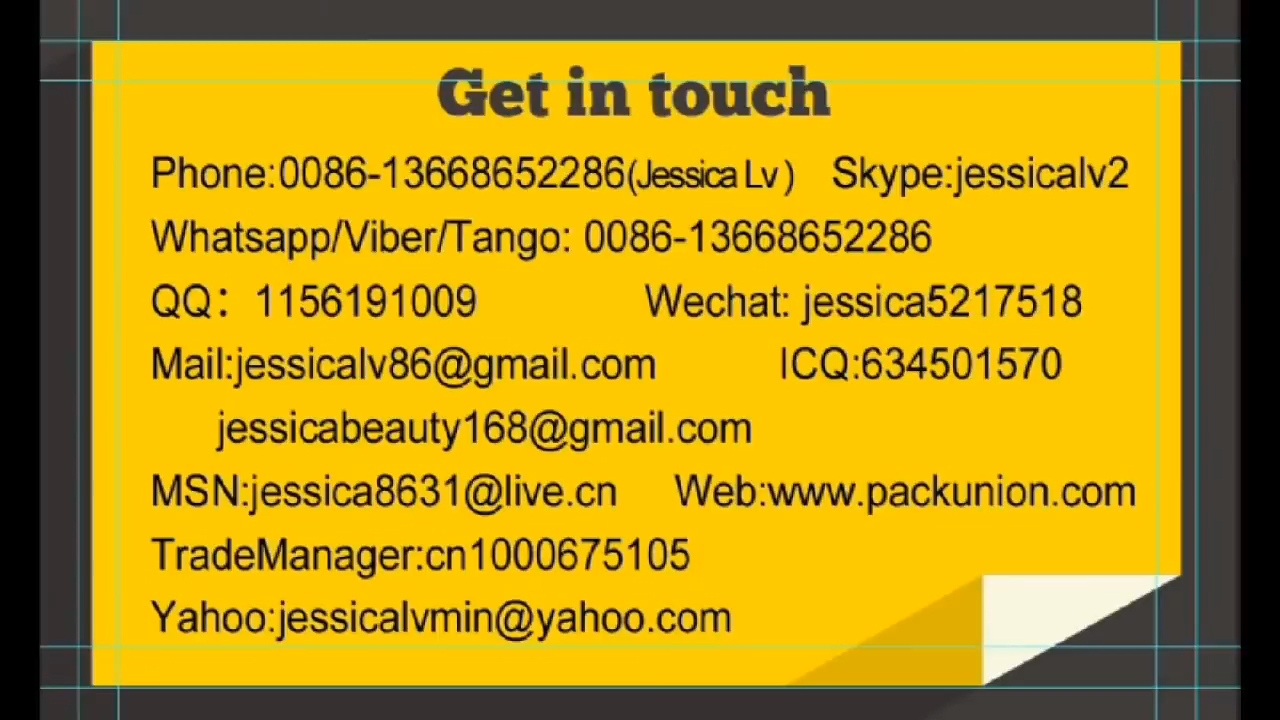 Get in touch
Phone:0086-13668652286(Jessica Lv) Skype:jessicalv2
Whatsapp/Viber/Tango: 0086-13668652286
QQ：1156191009 Wechat: jessica5217518
Mail:jessicalv86@gmail.com ICQ:634501570
jessicabeauty168@gmail.com
MSN:jessica8631@live.cn Web:www.packunion.com
TradeManager:cn1000675105
Yahoo:jessicalvmin@yahoo.com